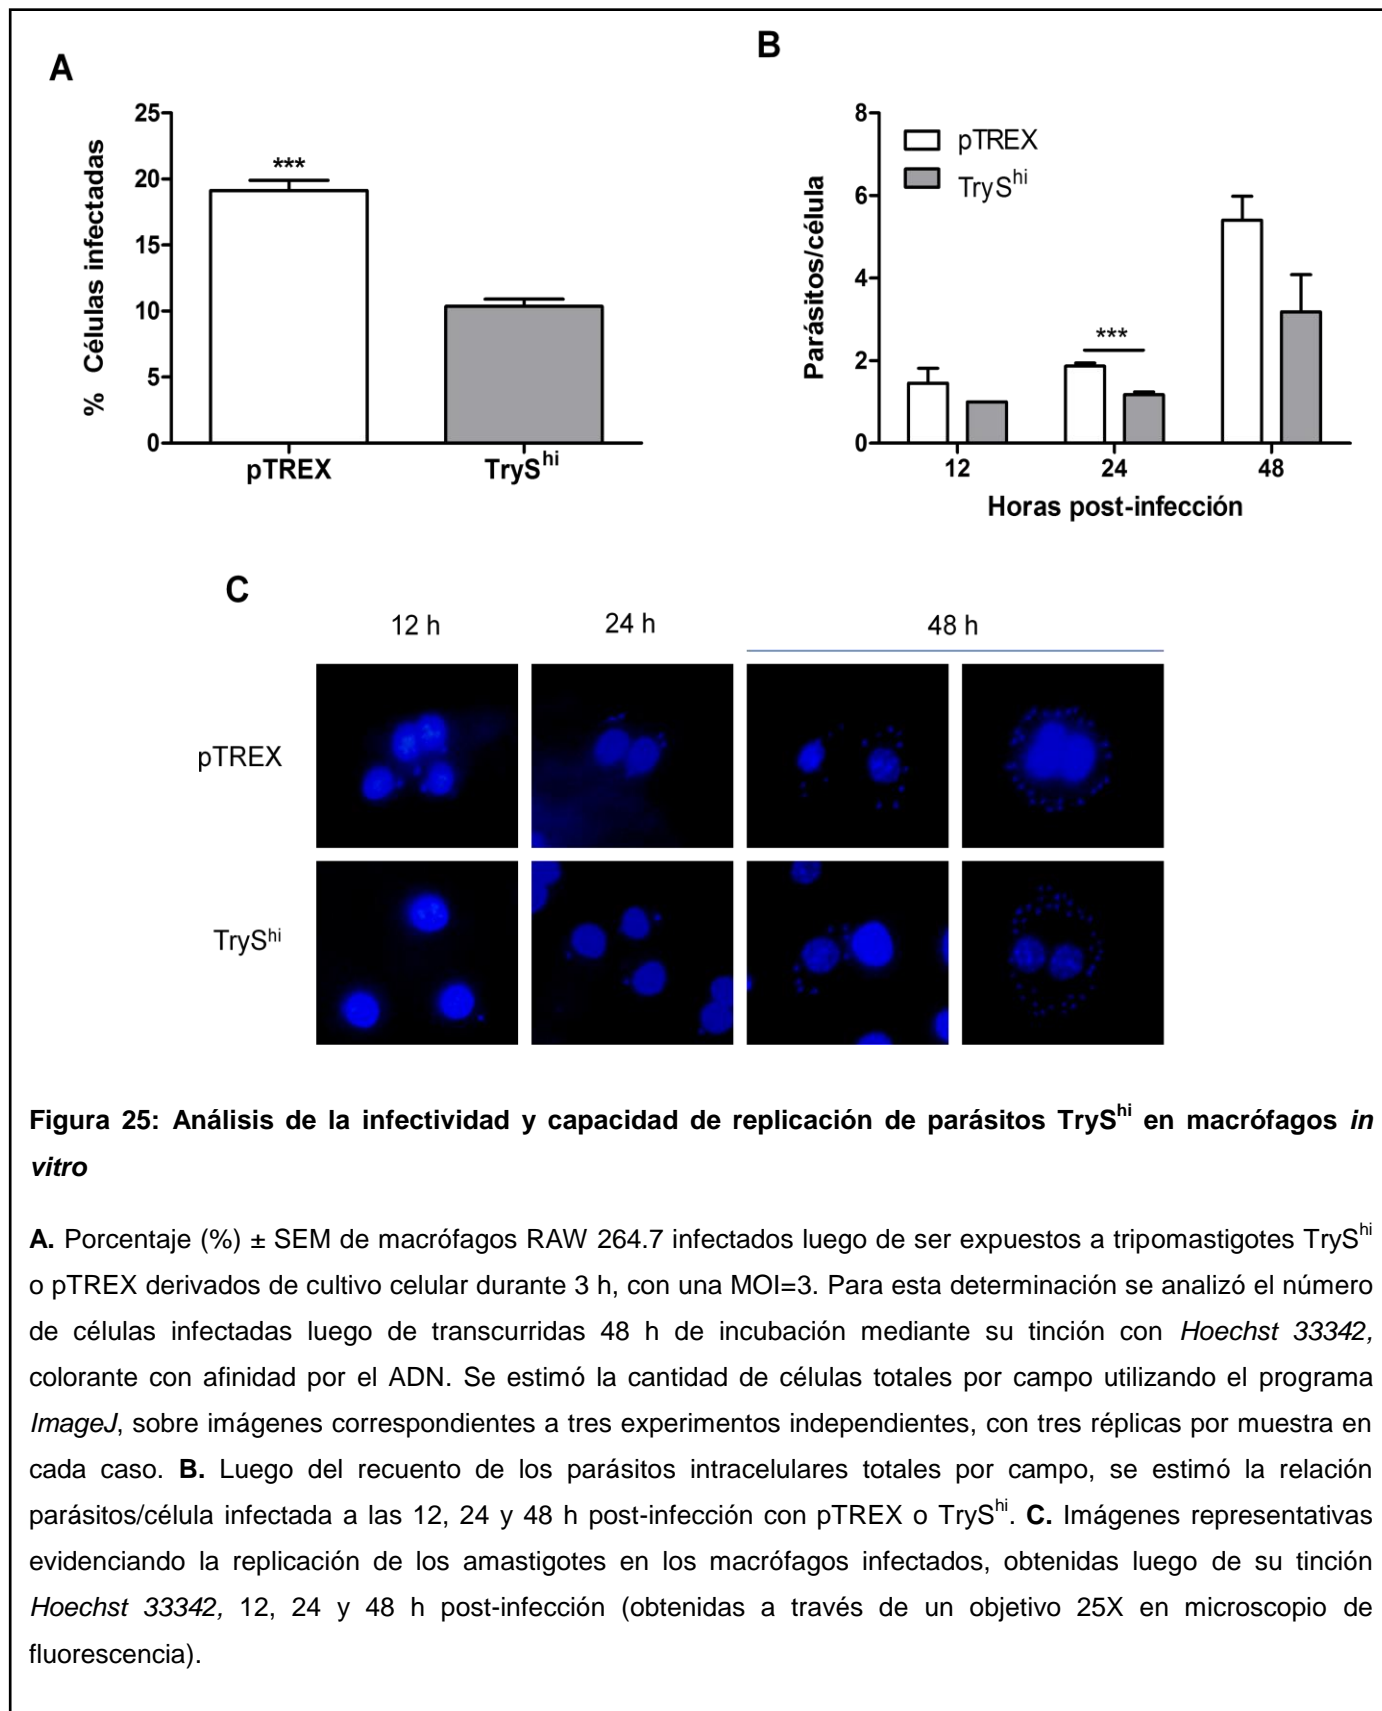 A
25
20
15
10
5
0
% Células infectadas
***
pTREX
TryShi
B
8
6
4
2
0
Parásitos/célula
pTREX
TryShi
***
12
24
48
Horas post-infección
C
12 h
24 h
48 h
pTREX
TryShi
Figura 25: Análisis de la infectividad y capacidad de replicación de parásitos TryShi en macrófagos in
vitro
A. Porcentaje (%) ± SEM de macrófagos RAW 264.7 infectados luego de ser expuestos a tripomastigotes TryShi
o pTREX derivados de cultivo celular durante 3 h, con una MOI=3. Para esta determinación se analizó el número
de células infectadas luego de transcurridas 48 h de incubación mediante su tinción con Hoechst 33342,
colorante con afinidad por el ADN. Se estimó la cantidad de células totales por campo utilizando el programa
ImageJ, sobre imágenes correspondientes a tres experimentos independientes, con tres réplicas por muestra en
cada caso. B. Luego del recuento de los parásitos intracelulares totales por campo, se estimó la relación
parásitos/célula infectada a las 12, 24 y 48 h post-infección con pTREX o TryShi. C. Imágenes representativas
evidenciando la replicación de los amastigotes en los macrófagos infectados, obtenidas luego de su tinción
Hoechst 33342, 12, 24 y 48 h post-infección (obtenidas a través de un objetivo 25X en microscopio de
fluorescencia).